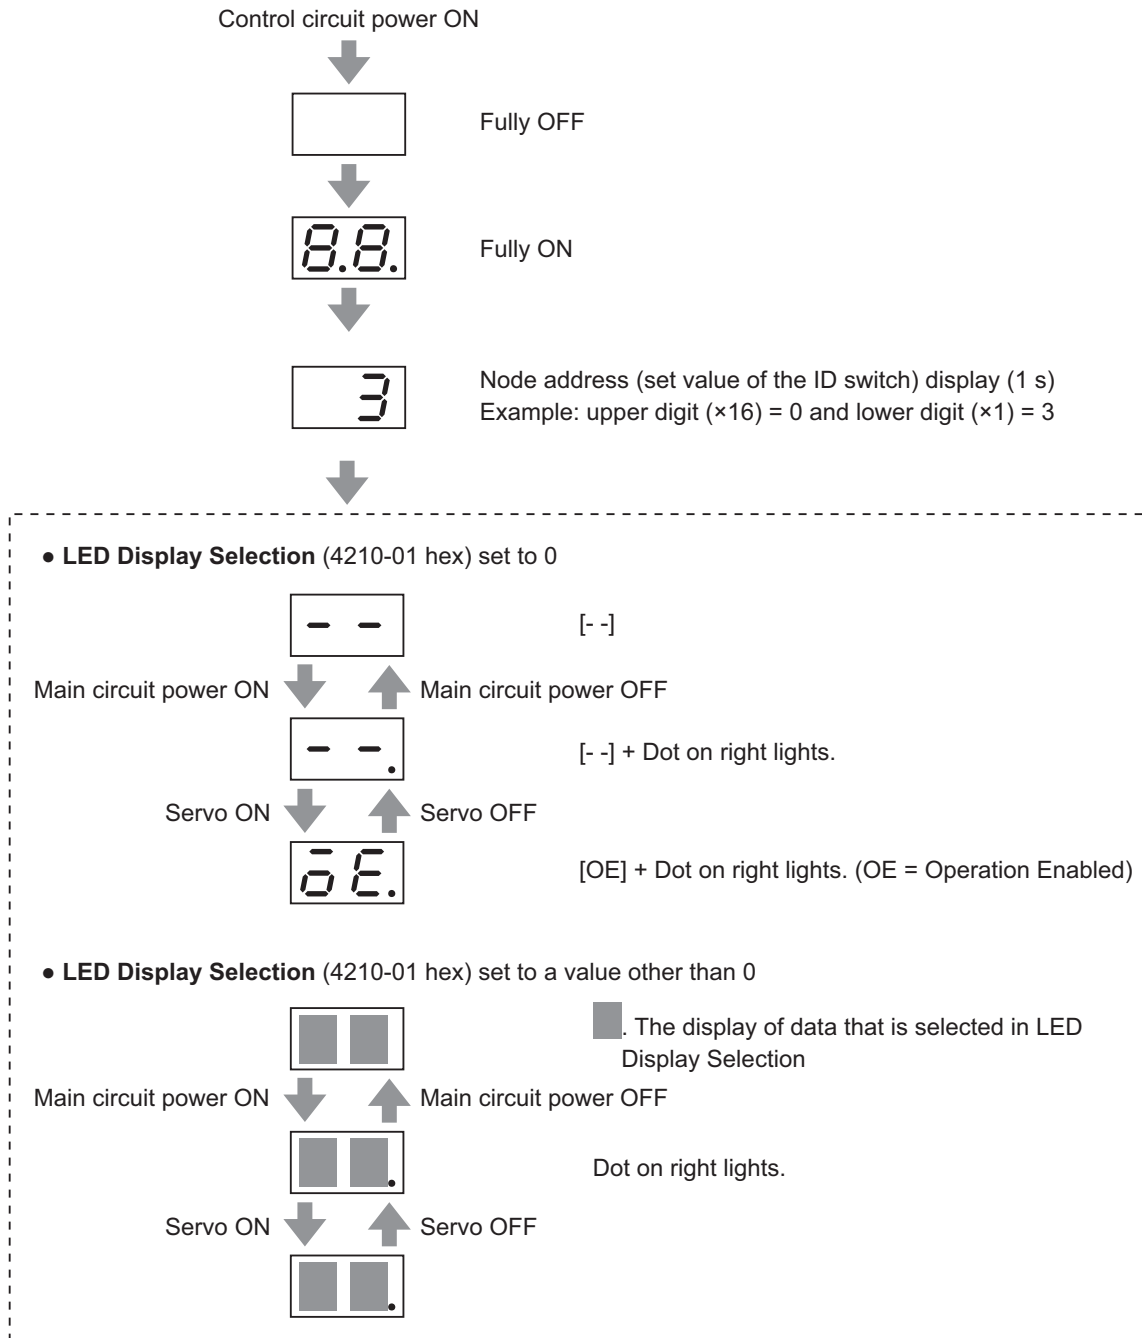 Control circuit power ON
Fully OFF
8.8.
Fully ON
3
Node address (set value of the ID switch) display (1 s)
Example: upper digit (×16) = 0 and lower digit (×1) = 3
● LED Display Selection (4210-01 hex) set to 0
- -
[- -]
Main circuit power ON
Main circuit power OFF
- -.
[- -] + Dot on right lights.
Servo ON
Servo OFF
ōE.
[OE] + Dot on right lights. (OE = Operation Enabled)
● LED Display Selection (4210-01 hex) set to a value other than 0
. The display of data that is selected in LED
Display Selection
Main circuit power ON
Main circuit power OFF
.
Dot on right lights.
Servo ON
Servo OFF
.